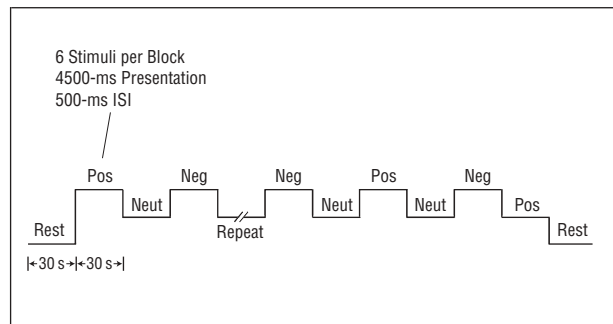 6 Stimuli per Block
4500-ms Presentation
500-ms ISI
Pos Neg Neg Pos Neg
Neut Neut Neut Pos
Rest Repeat Rest
30 s 30 s